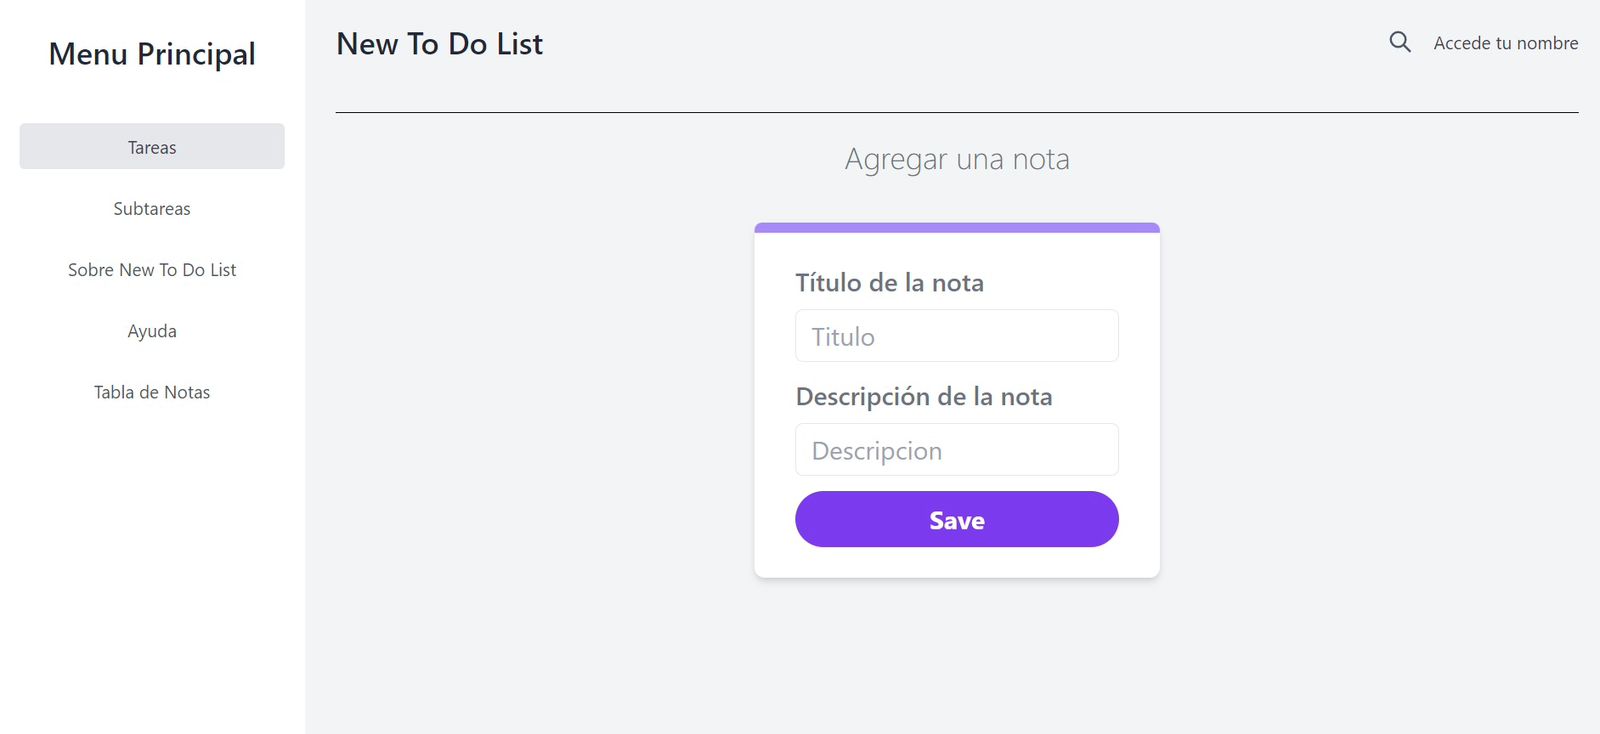 Menu Principal
Tareas
Subtareas
Sobre New To Do List
Ayuda
Tabla de Notas
New To Do List
Accede tu nombre
Agregar una nota
Título de la nota
Titulo
Descripción de la nota
Descripcion
Save